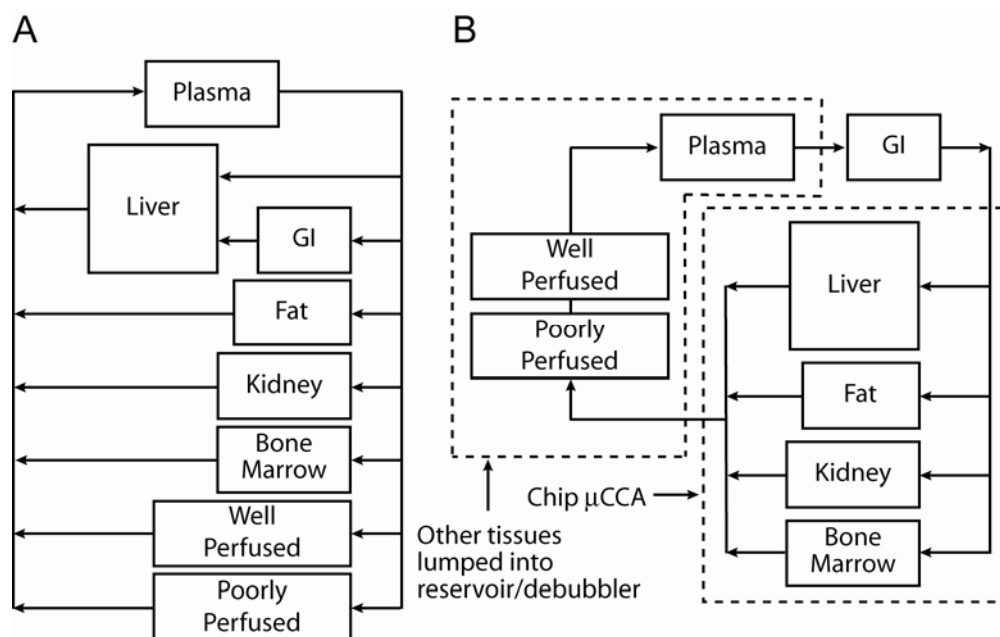 A
Plasma
Liver
GI
Fat
Kidney
Bone
Marrow
Well
Perfused
Poorly
Perfused
B
Plasma
GI
Well
Perfused
Poorly
Perfused
Liver
Fat
Kidney
Bone
Marrow
Chip μCCA
Other tissues
lumped into
reservoir/debubbler